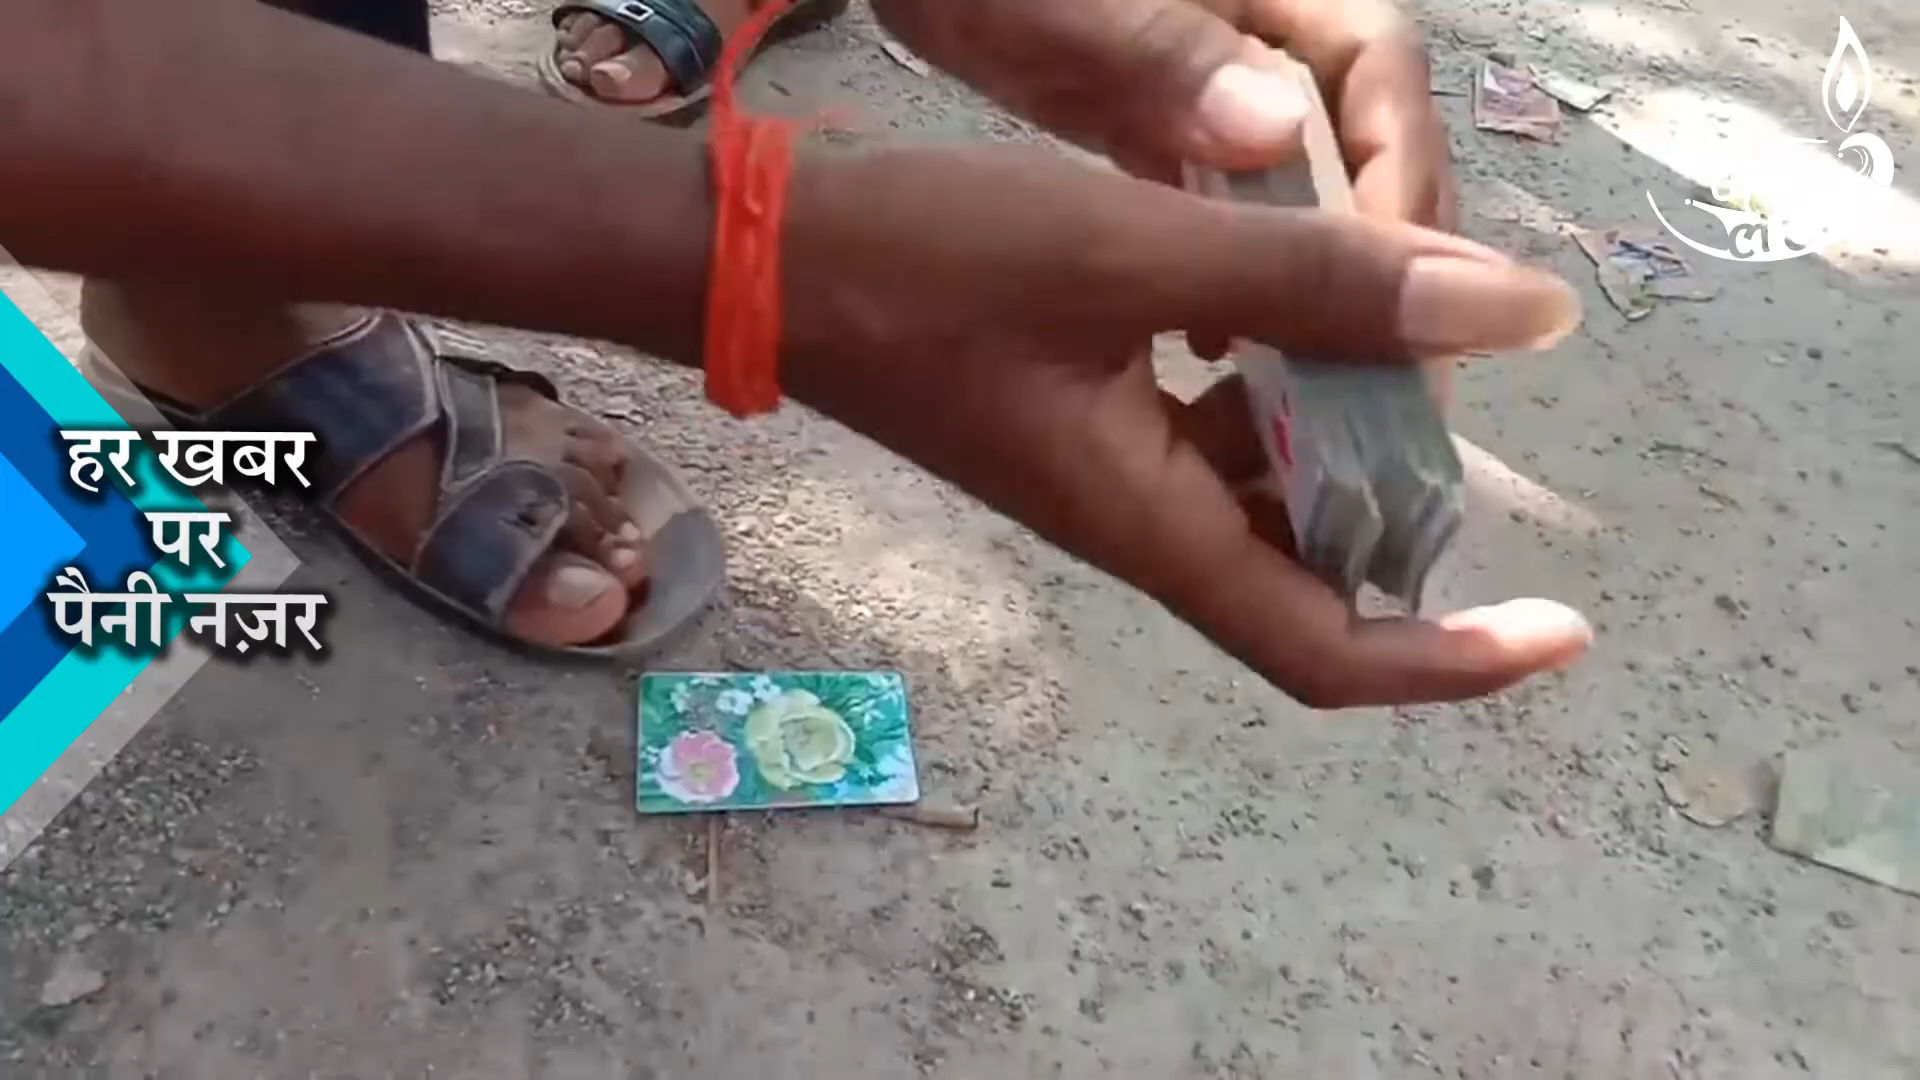 हर खबर
पर
पैनी नज़र